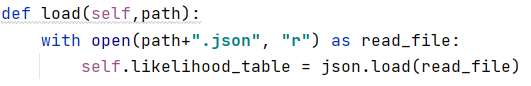 def load(self,path):
    with open(path+".json", "r") as read_file:
        self.likelihood_table = json.load(read_file)